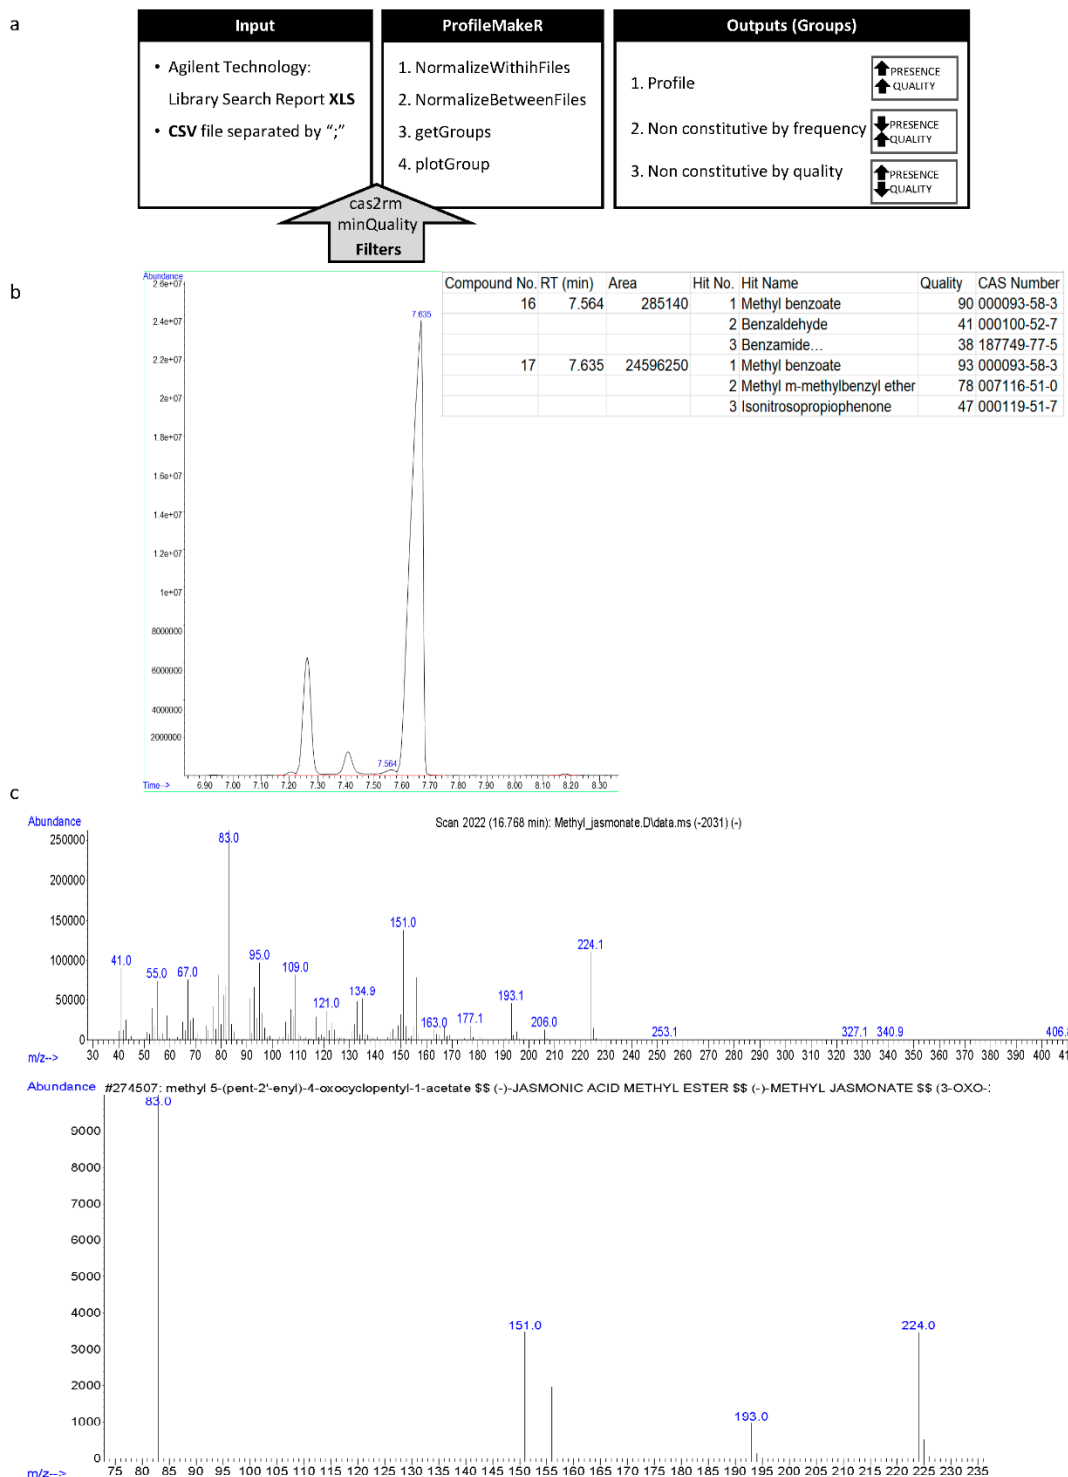 a
Input
ProfileMakeR
Outputs (Groups)
• Agilent Technology:
Library Search Report XLS
• CSV file separated by ";"
1. NormalizeWithihFiles
2. NormalizeBetweenFiles
3. getGroups
4. plotGroup
1. Profile
PRESENCE
QUALITY
2. Non constitutive by frequency
PRESENCE
QUALITY
3. Non constitutive by quality
PRESENCE
QUALITY
cas2rm
minQuality
Filters
b
Abundance
2.6e+07
2.4e+07
2.2e+07
2e+07
1.8e+07
1.6e+07
1.4e+07
1.2e+07
1e+07
8000000
6000000
4000000
2000000
7.635
7.564
Time--> 6.90 7.00 7.10 7.20 7.30 7.40 7.50 7.60 7.70 7.80 7.90 8.00 8.10 8.20 8.30
Compound No. RT (min) Area Hit No. Hit Name Quality CAS Number
16 7.564 285140 1 Methyl benzoate 90 000093-58-3
2 Benzaldehyde 41 000100-52-7
3 Benzamide... 38 187749-77-5
17 7.635 24596250 1 Methyl benzoate 93 000093-58-3
2 Methyl m-methylbenzyl ether 78 007116-51-0
3 Isonitrosopropiophenone 47 000119-51-7
c
Abundance
Scan 2022 (16.768 min): Methyl_jasmonate.D\data.ms (-2031) (-)
250000
200000
150000
100000
50000
0
41.0 55.0 67.0 83.0 95.0 109.0 121.0 134.9 151.0 163.0 177.1 193.1 206.0 224.1 253.1 327.1 340.9 406.8
30 40 50 60 70 80 90 100 110 120 130 140 150 160 170 180 190 200 210 220 230 240 250 260 270 280 290 300 310 320 330 340 350 360 370 380 390 400 41
m/z-->
Abundance #274507: methyl 5-(pent-2'-enyl)-4-oxocyclopentyl-1-acetate $$ (-)-JASMONIC ACID METHYL ESTER $$ (-)-METHYL JASMONATE $$ (3-OXO-
83.0
9000
8000
7000
6000
5000
4000
3000
2000
1000
0
151.0
193.0
224.0
m/z--> 75 80 85 90 95 100 105 110 115 120 125 130 135 140 145 150 155 160 165 170 175 180 185 190 195 200 205 210 215 220 225 230 235